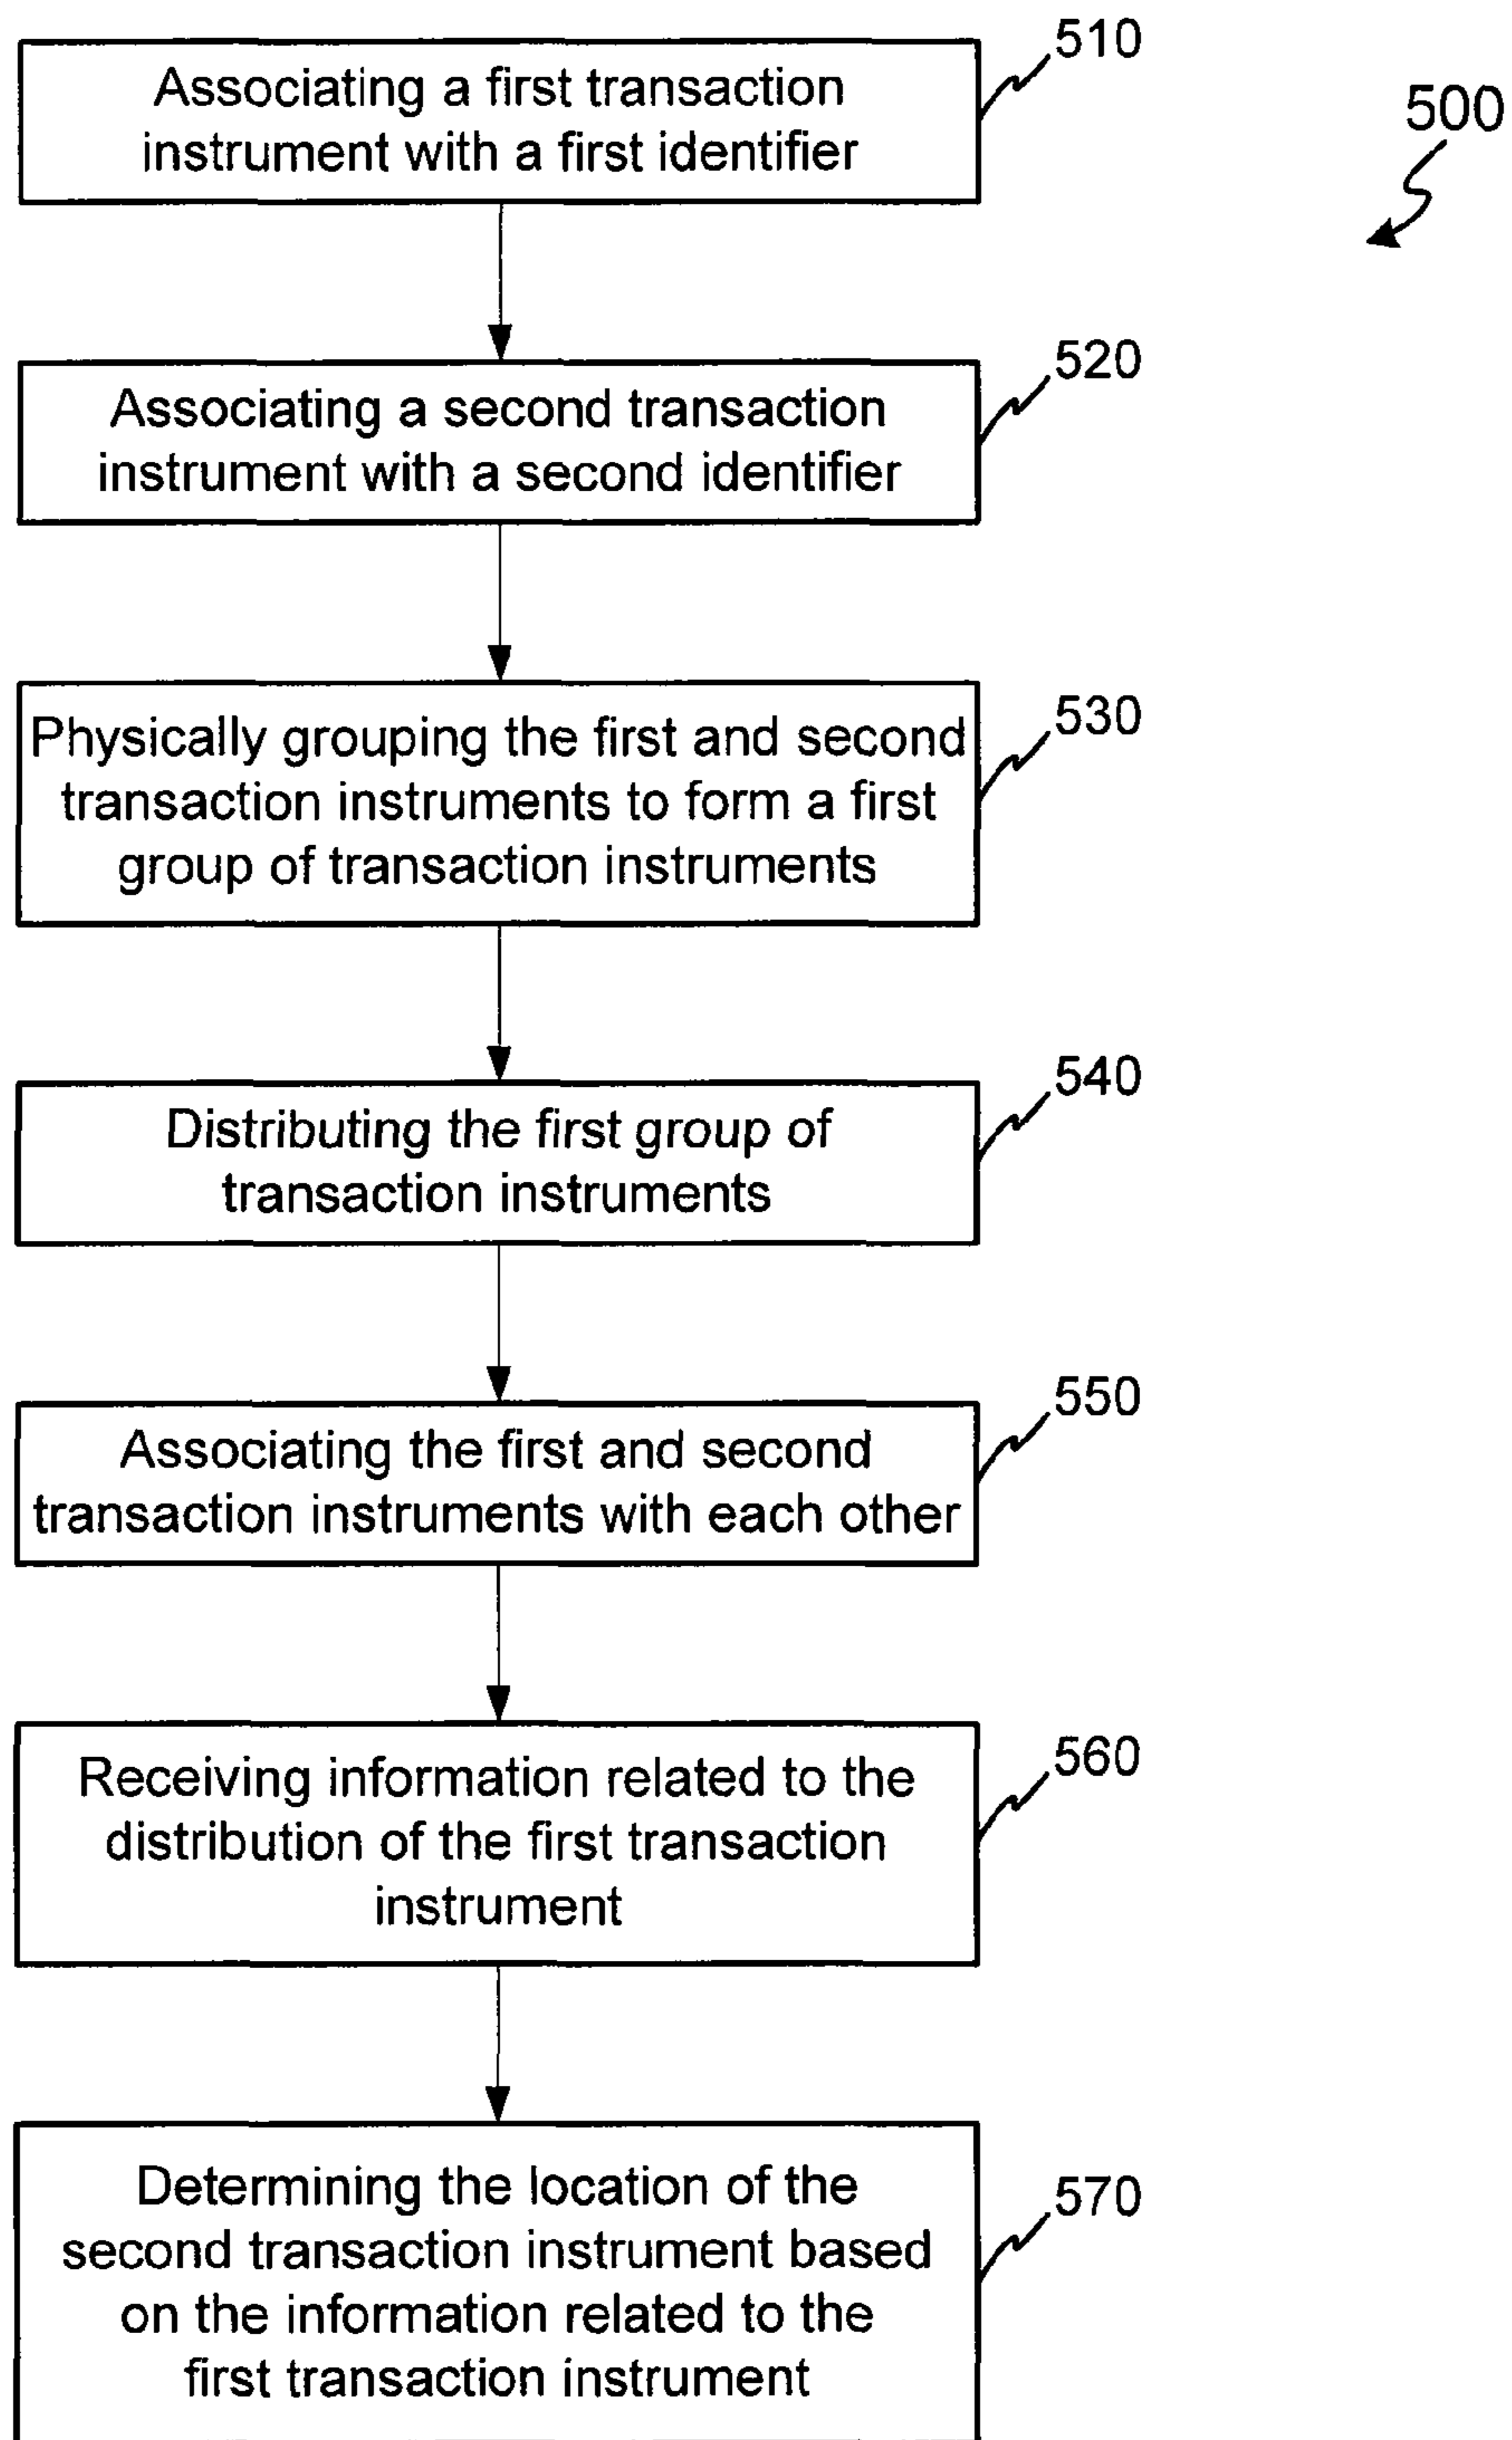 510
Associating a first transaction
instrument with a first identifier
500
520
Associating a second transaction
instrument with a second identifier
530
Physically grouping the first and second
transaction instruments to form a first
group of transaction instruments
540
Distributing the first group of
transaction instruments
550
Associating the first and second
transaction instruments with each other
560
Receiving information related to the
distribution of the first transaction
instrument
570
Determining the location of the
second transaction instrument based
on the information related to the
first transaction instrument